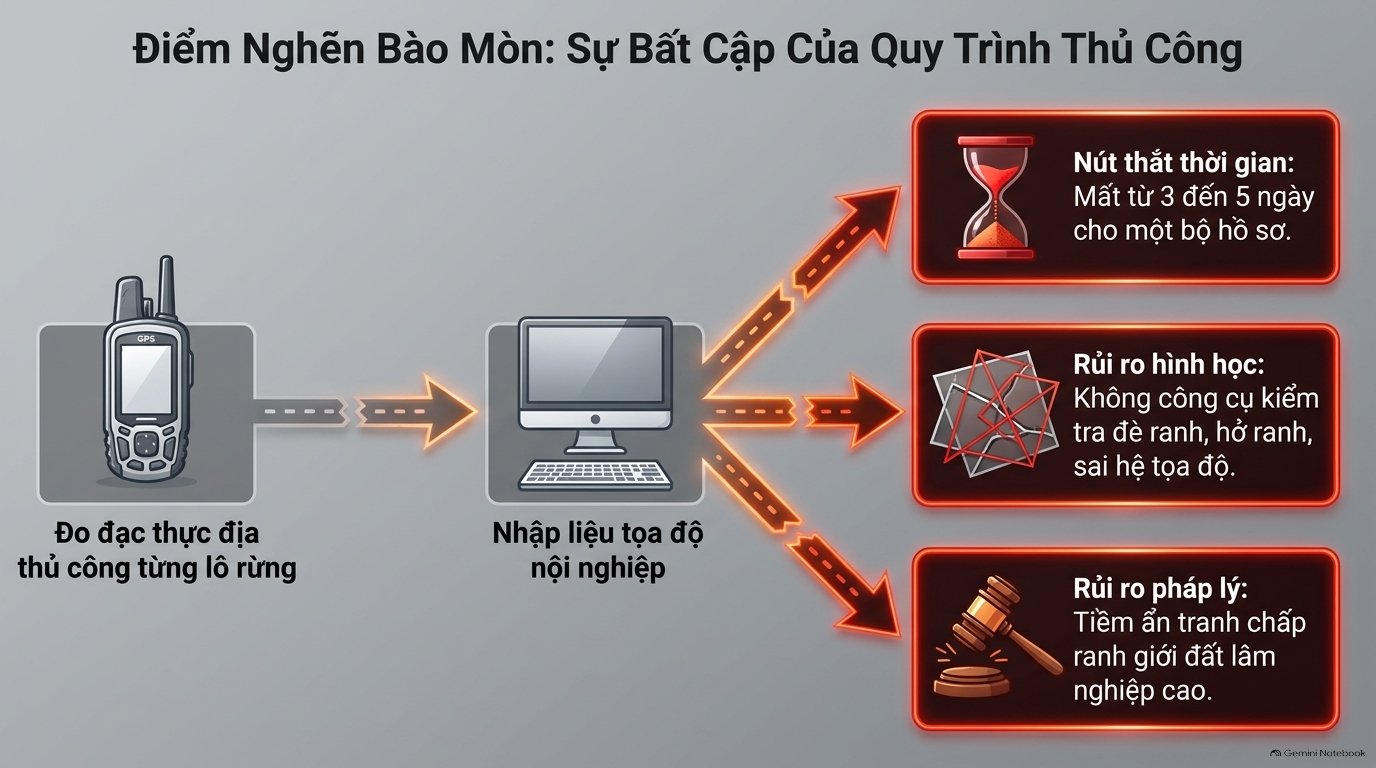 Điểm Nghẽn Bào Mòn: Sự Bất Cập Của Quy Trình Thủ Công
GPS
Đo đạc thực địa
thủ công từng lô rừng
Nhập liệu tọa độ
nội nghiệp
Nút thắt thời gian:
Mất từ 3 đến 5 ngày
cho một bộ hồ sơ.
Rủi ro hình học:
Không công cụ kiểm
tra đè ranh, hở ranh,
sai hệ tọa độ.
Rủi ro pháp lý:
Tiềm ẩn tranh chấp
ranh giới đất lâm
nghiệp cao.
Gemini Notebook